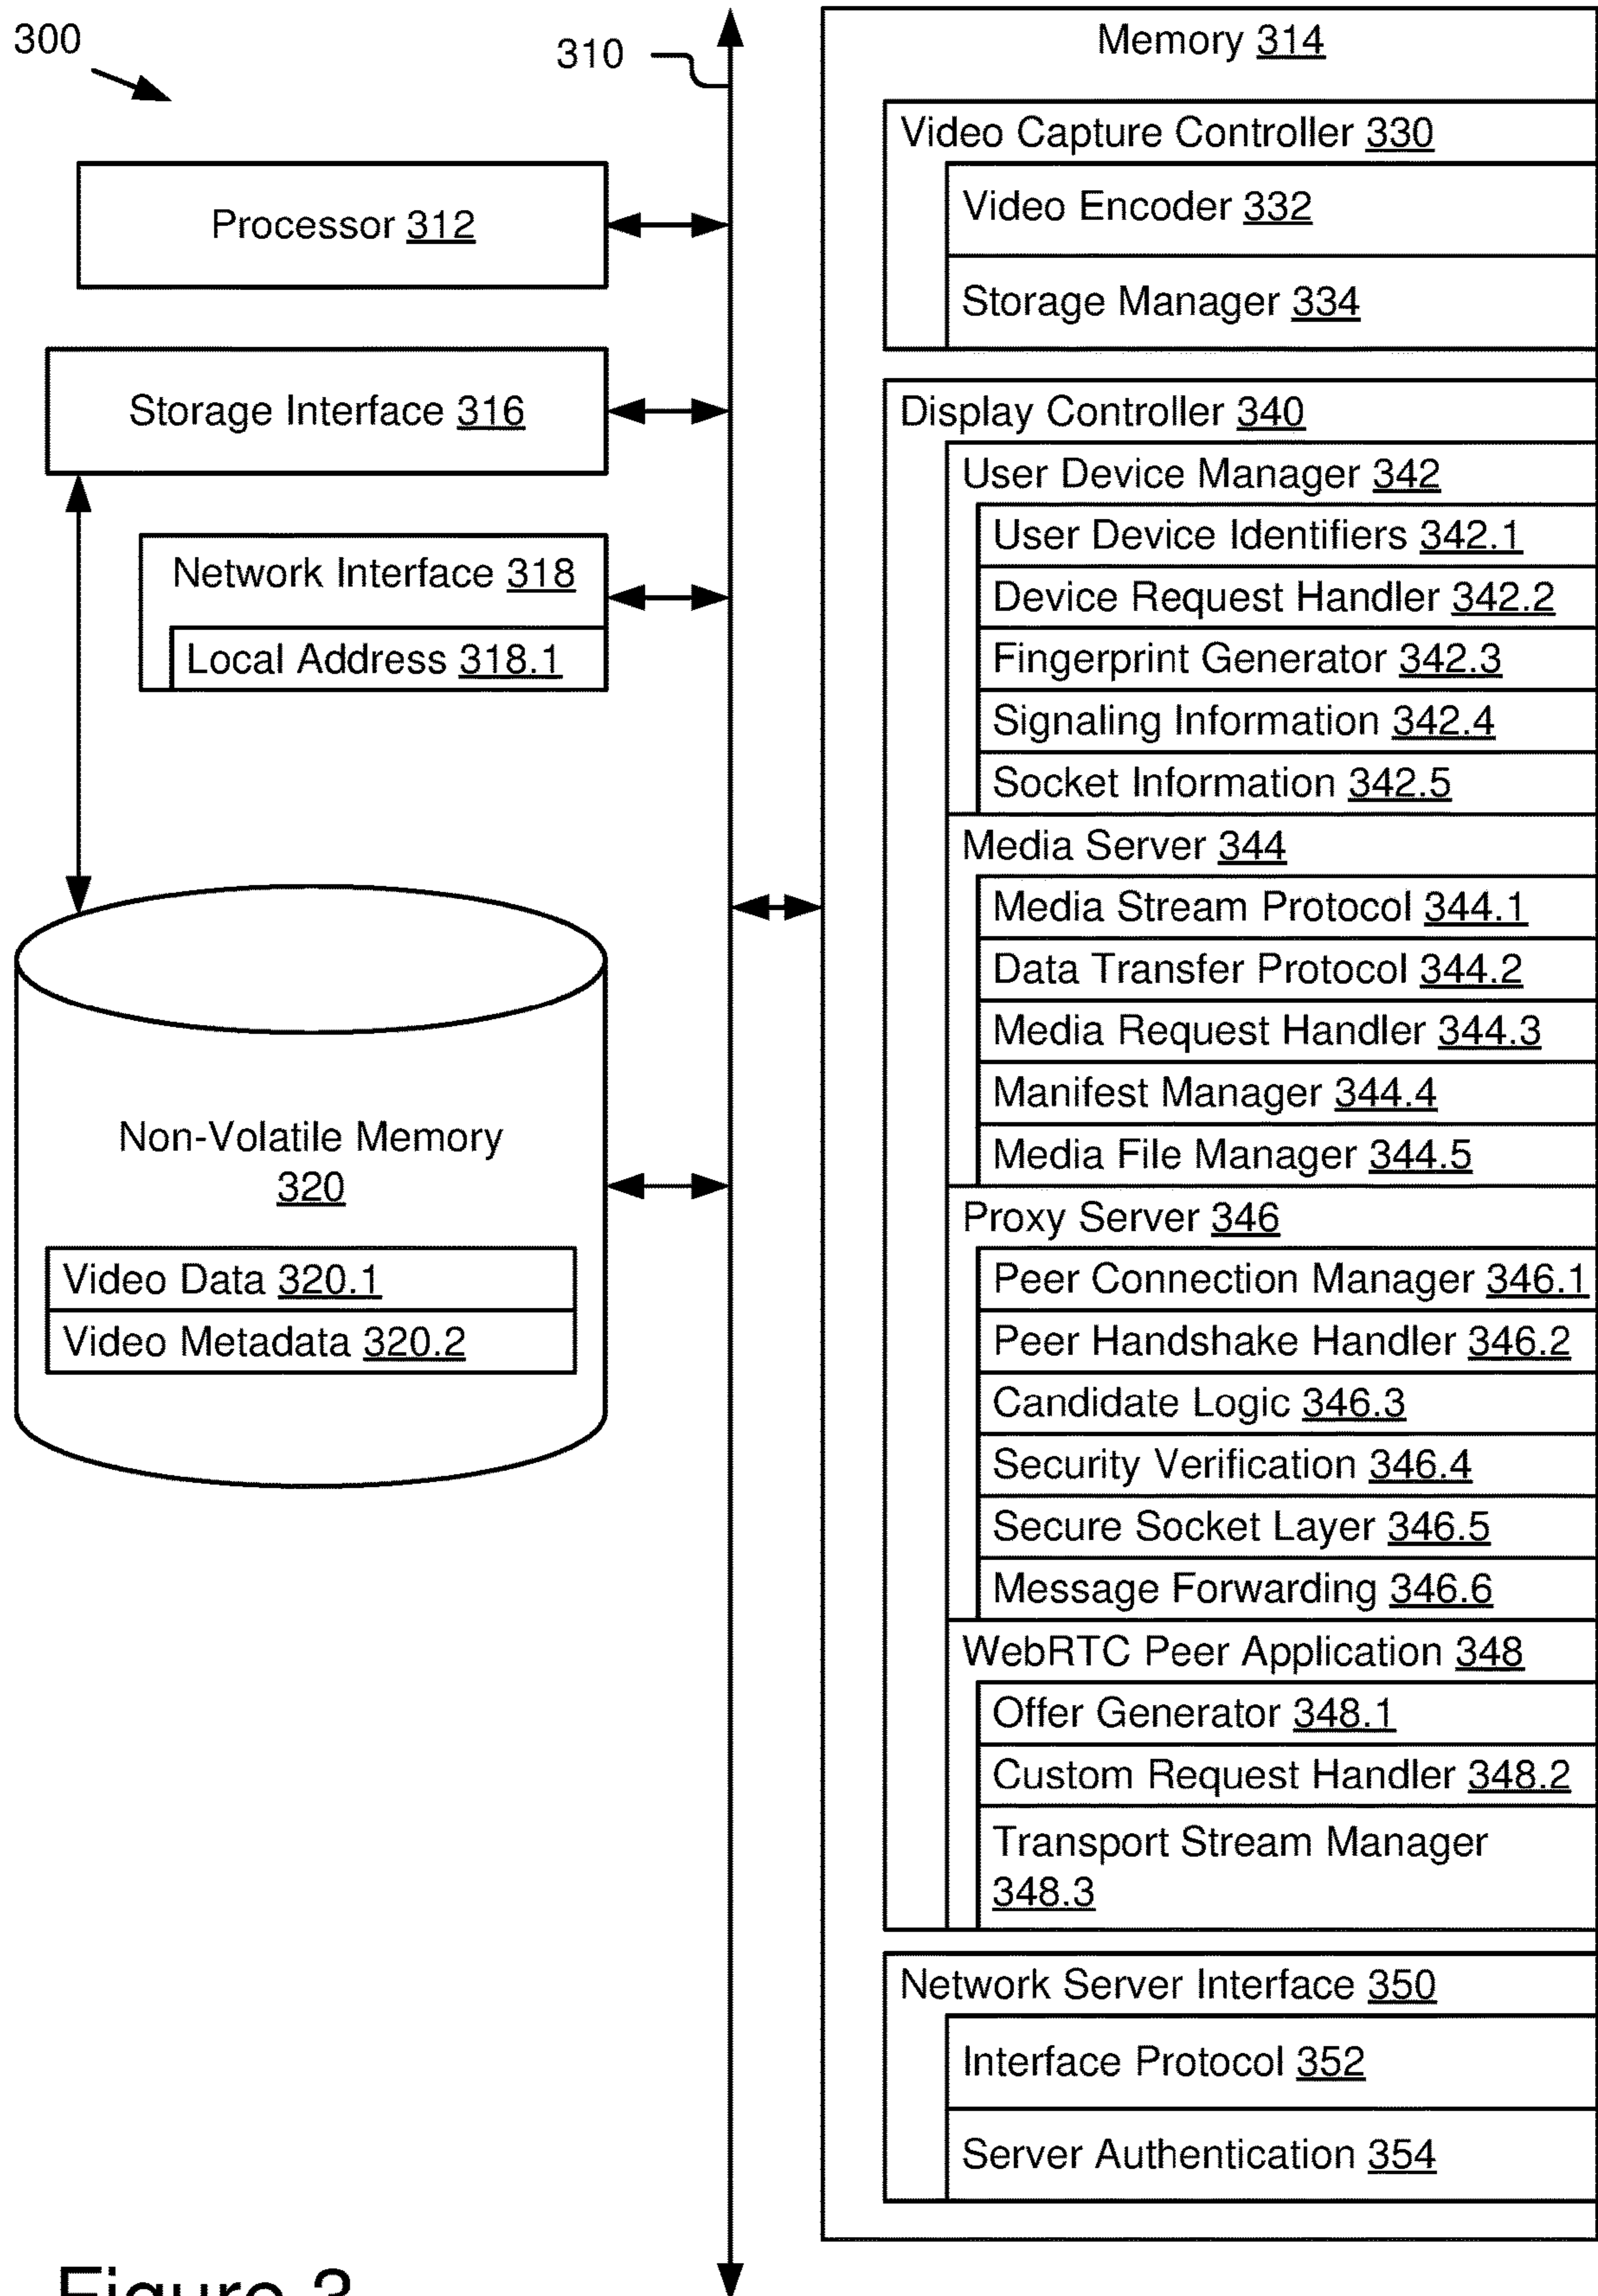 300
310
Processor 312
Storage Interface 316
Network Interface 318
Local Address 318.1
Non-Volatile Memory
320
Video Data 320.1
Video Metadata 320.2
Memory 314
Video Capture Controller 330
Video Encoder 332
Storage Manager 334
Display Controller 340
User Device Manager 342
User Device Identifiers 342.1
Device Request Handler 342.2
Fingerprint Generator 342.3
Signaling Information 342.4
Socket Information 342.5
Media Server 344
Media Stream Protocol 344.1
Data Transfer Protocol 344.2
Media Request Handler 344.3
Manifest Manager 344.4
Media File Manager 344.5
Proxy Server 346
Peer Connection Manager 346.1
Peer Handshake Handler 346.2
Candidate Logic 346.3
Security Verification 346.4
Secure Socket Layer 346.5
Message Forwarding 346.6
WebRTC Peer Application 348
Offer Generator 348.1
Custom Request Handler 348.2
Transport Stream Manager
348.3
Network Server Interface 350
Interface Protocol 352
Server Authentication 354
Figure 3